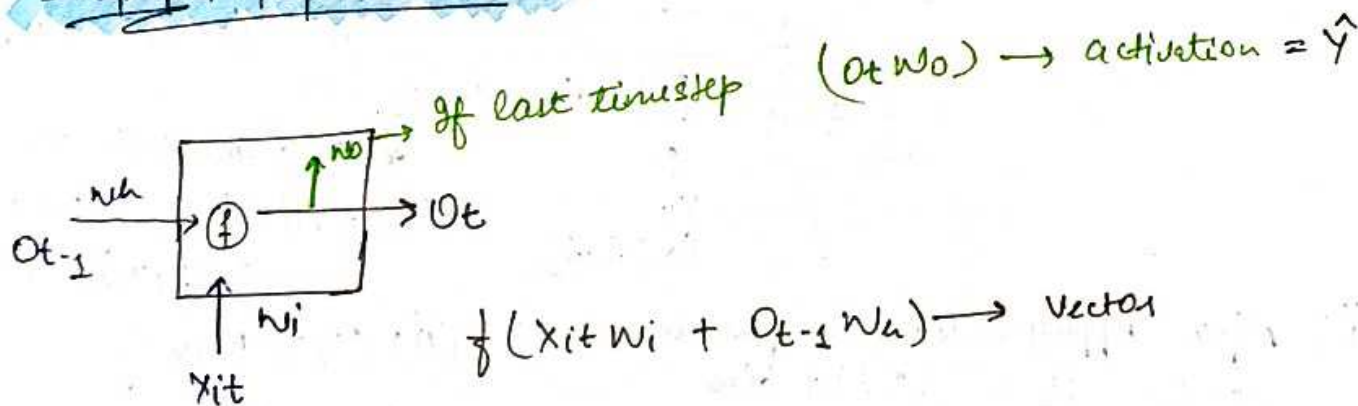 If last timestep (Ot Wo) → activation = Ŷ
Wo
Wh
f
Ot
Ot-1
Wi
f(Xit Wi + Ot-1 Wh) → Vector
Xit